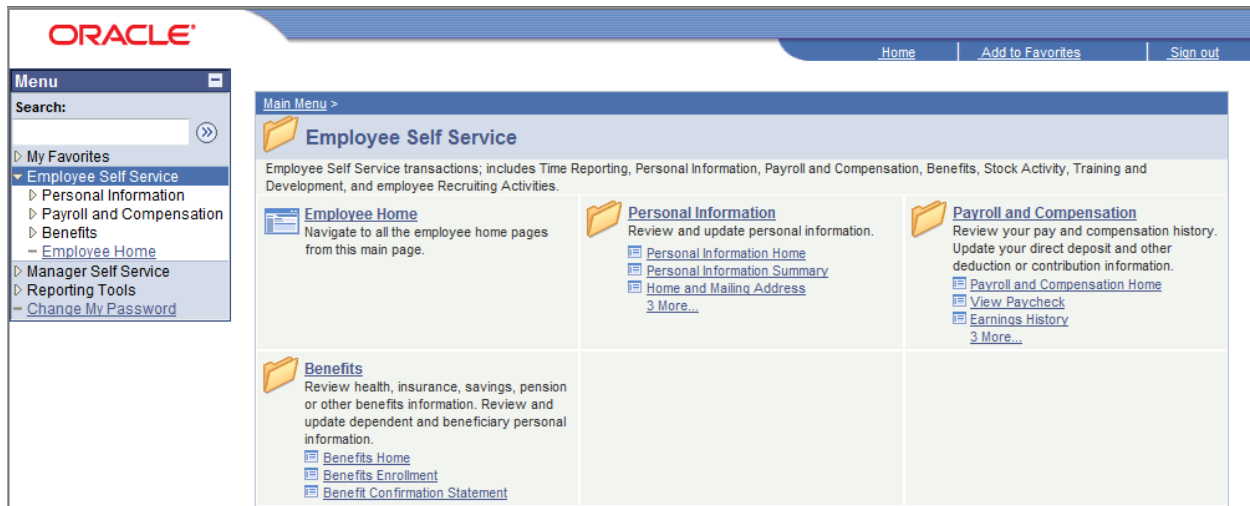 ORACLE
Home
Add to Favorites
Sign out
Menu
Search:
My Favorites
Employee Self Service
Personal Information
Payroll and Compensation
Benefits
Employee Home
Manager Self Service
Reporting Tools
Change My Password
Main Menu >
Employee Self Service
Employee Self Service transactions; includes Time Reporting, Personal Information, Payroll and Compensation, Benefits, Stock Activity, Training and
Development, and employee Recruiting Activities.
Employee Home
Navigate to all the employee home pages
from this main page.
Personal Information
Review and update personal information.
Personal Information Home
Personal Information Summary
Home and Mailing Address
3 More...
Payroll and Compensation
Review your pay and compensation history.
Update your direct deposit and other
deduction or contribution information.
Payroll and Compensation Home
View Paycheck
Earnings History
3 More...
Benefits
Review health, insurance, savings, pension
or other benefits information. Review and
update dependent and beneficiary personal
information.
Benefits Home
Benefits Enrollment
Benefit Confirmation Statement